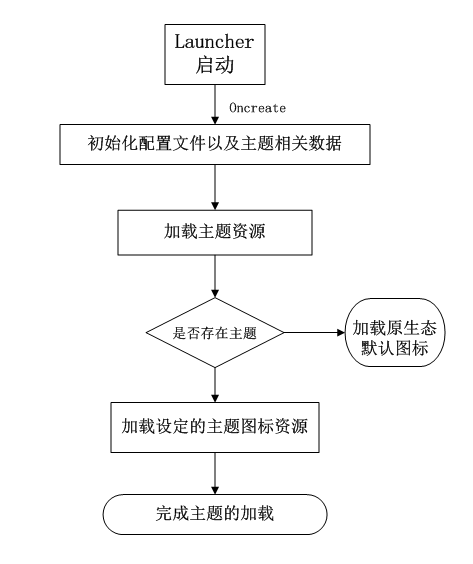 Launcher
启动
Oncreate
初始化配置文件以及主题相关数据
加载主题资源
是否存在主题
加载原生态
默认图标
加载设定的主题图标资源
完成主题的加载